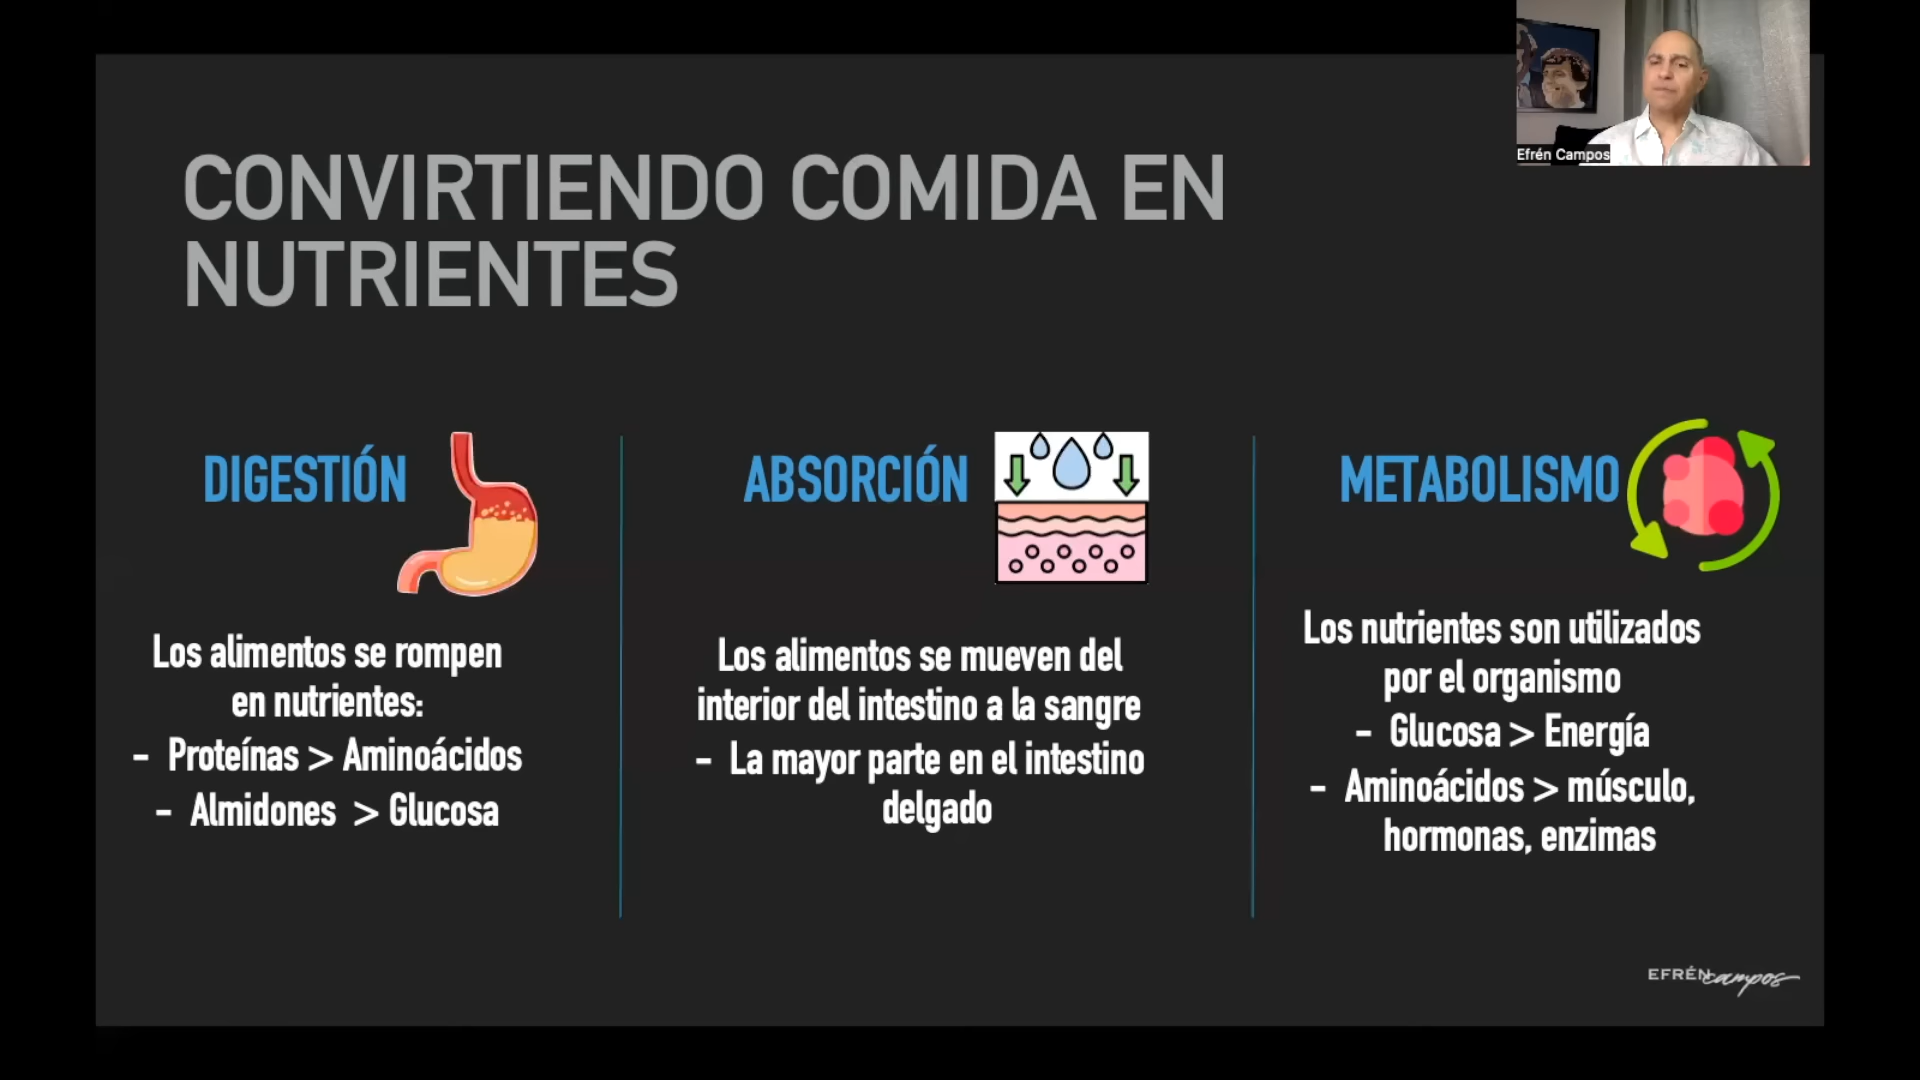 Efrén Campos
CONVIRTIENDO COMIDA EN
NUTRIENTES
DIGESTIÓN
Los alimentos se rompen
en nutrientes:
- Proteínas > Aminoácidos
- Almidones > Glucosa
ABSORCIÓN
Los alimentos se mueven del
interior del intestino a la sangre
- La mayor parte en el intestino
delgado
METABOLISMO
Los nutrientes son utilizados
por el organismo
- Glucosa > Energía
- Aminoácidos > músculo,
hormonas, enzimas
EFRÉN campos